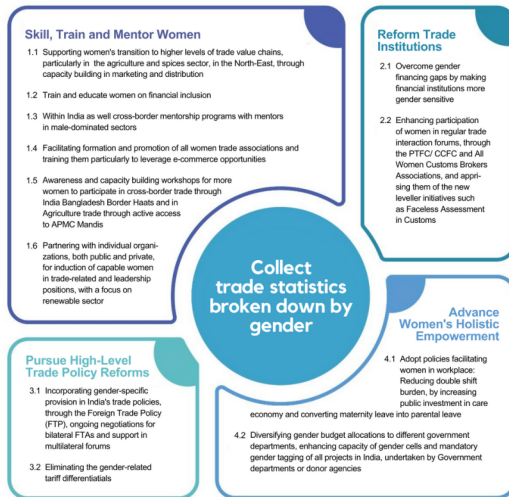 Skill, Train and Mentor Women
1.1 Supporting women's transition to higher levels of trade value chains,
particularly in the agriculture and spices sector, in the North-East, through
capacity building in marketing and distribution
1.2 Train and educate women on financial inclusion
1.3 Within India as well cross-border mentorship programs with mentors
in male-dominated sectors
1.4 Facilitating formation and promotion of all women trade associations and
training them particularly to leverage e-commerce opportunities
1.5 Awareness and capacity building workshops for more
women to participate in cross-border trade through
India Bangladesh Border Haats and in
Agriculture trade through active access
to APMC Mandis
1.6 Partnering with individual organi-
zations, both public and private,
for induction of capable women
in trade-related and leadership
positions, with a focus on
renewable sector
Reform Trade
Institutions
2.1 Overcome gender
financing gaps by making
financial institutions more
gender sensitive
2.2 Enhancing participation
of women in regular trade
interaction forums, through
the PTFC/ CCFC and All
Women Customs Brokers
Associations, and appri-
sing them of the new
leveller initiatives such
as Faceless Assessment
in Customs
Collect
trade statistics
broken down by
gender
Pursue High-Level
Trade Policy Reforms
3.1 Incorporating gender-specific
provision in India's trade policies,
through the Foreign Trade Policy
(FTP), ongoing negotiations for
bilateral FTAs and support in
multilateral forums
3.2 Eliminating the gender-related
tariff differentiatials
Advance
Women's Holistic
Empowerment
4.1 Adopt policies facilitating
women in workplace:
Reducing double shift
burden, by increasing
public investment in care
economy and converting maternity leave into parental leave
4.2 Diversifying gender budget allocations to different government
departments, enhancing capacity of gender cells and mandatory
gender tagging of all projects in India, undertaken by Government
departments or donor agencies